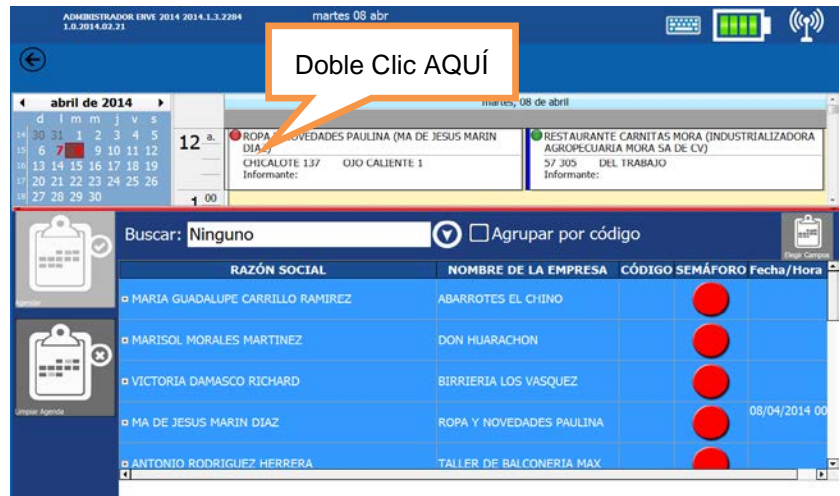 ADMINISTRADOR ENVE 2014 2014.1.3.2284
1.0.2014.02.21
martes 08 abr
Doble Clic AQUÍ
abril de 2014
d l m m j v s
14 30 31 1 2 3 4 5
15 6 7 8 9 10 11 12
16 13 14 15 16 17 18 19
17 20 21 22 23 24 25 26
18 27 28 29 30
martes, 08 de abril
12 a.
1 00
ROPA Y NOVEDADES PAULINA (MA DE JESUS MARIN
DIAZ)
CHICALOTE 137 OJO CALIENTE 1
Informante:
RESTAURANTE CARNITAS MORA (INDUSTRIALIZADORA
AGROPECUARIA MORA SA DE CV)
57 305 DEL TRABAJO
Informante:
Agendar
Limpiar Agenda
Buscar: Ninguno
Agrupar por código
Elegir Campos
RAZÓN SOCIAL NOMBRE DE LA EMPRESA CÓDIGO SEMÁFORO Fecha/Hora
MARIA GUADALUPE CARRILLO RAMIREZ ABARROTES EL CHINO
MARISOL MORALES MARTINEZ DON HUARACHON
VICTORIA DAMASCO RICHARD BIRRIERIA LOS VASQUEZ
MA DE JESUS MARIN DIAZ ROPA Y NOVEDADES PAULINA 08/04/2014 00
ANTONIO RODRIGUEZ HERRERA TALLER DE BALCONERIA MAX